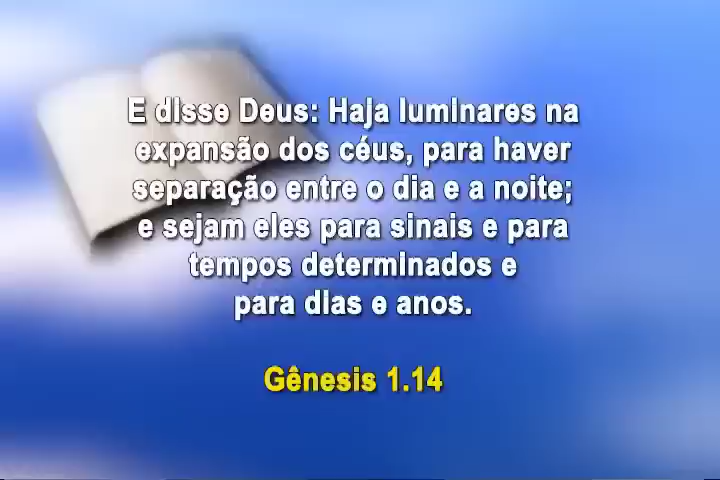 E disse Deus: Haja luminares na
expansão dos céus, para haver
separação entre o dia e a noite;
e sejam eles para sinais e para
tempos determinados e
para dias e anos.
Gênesis 1.14